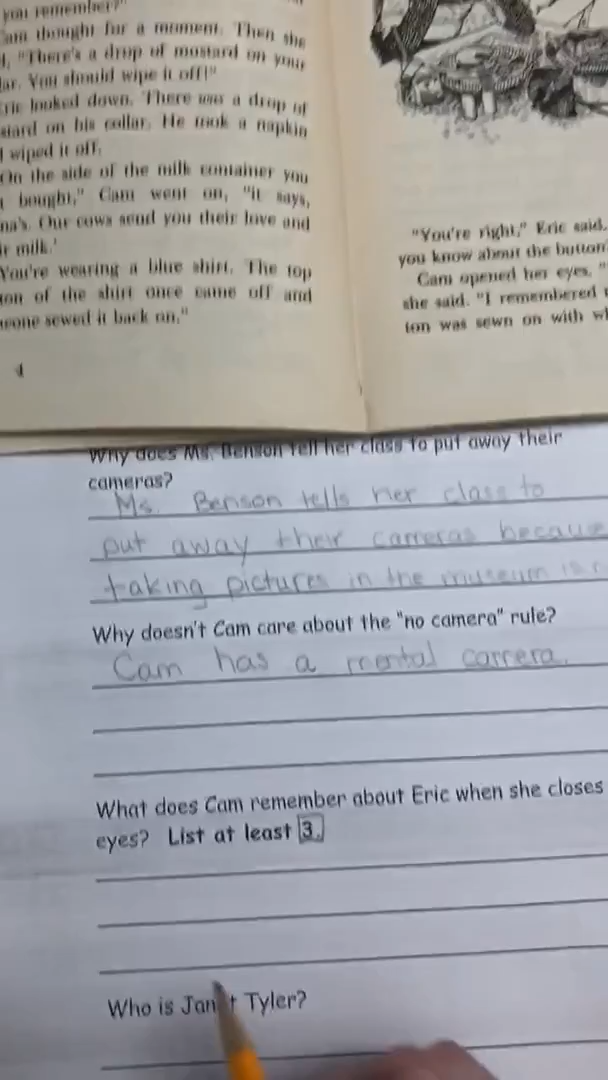 you remember?"
am thought for a moment. Then she
"There's a drop of mustard on your
You should wipe it off!"
looked down. There was a drop of
on his collar. He took a napkin
wiped it off.
On the side of the milk container you
bought," Cam went on, "it says,
Our cows send you their love and
milk.'
You're wearing a blue shirt. The top
of the shirt once came off and
sewed it back on."
4
"You're right," Eric said.
you know about the button
Cam opened her eyes. "
she said. "I remembered
ton was sewn on with wh
Why does Ms. Benson tell her class to put away their
cameras?
Ms. Benson tells her class to
put away their cameras because
taking pictures in the museum is
Why doesn't Cam care about the "no camera" rule?
Cam has a mental camera.
What does Cam remember about Eric when she closes
eyes? List at least 3.
Who is Janet Tyler?